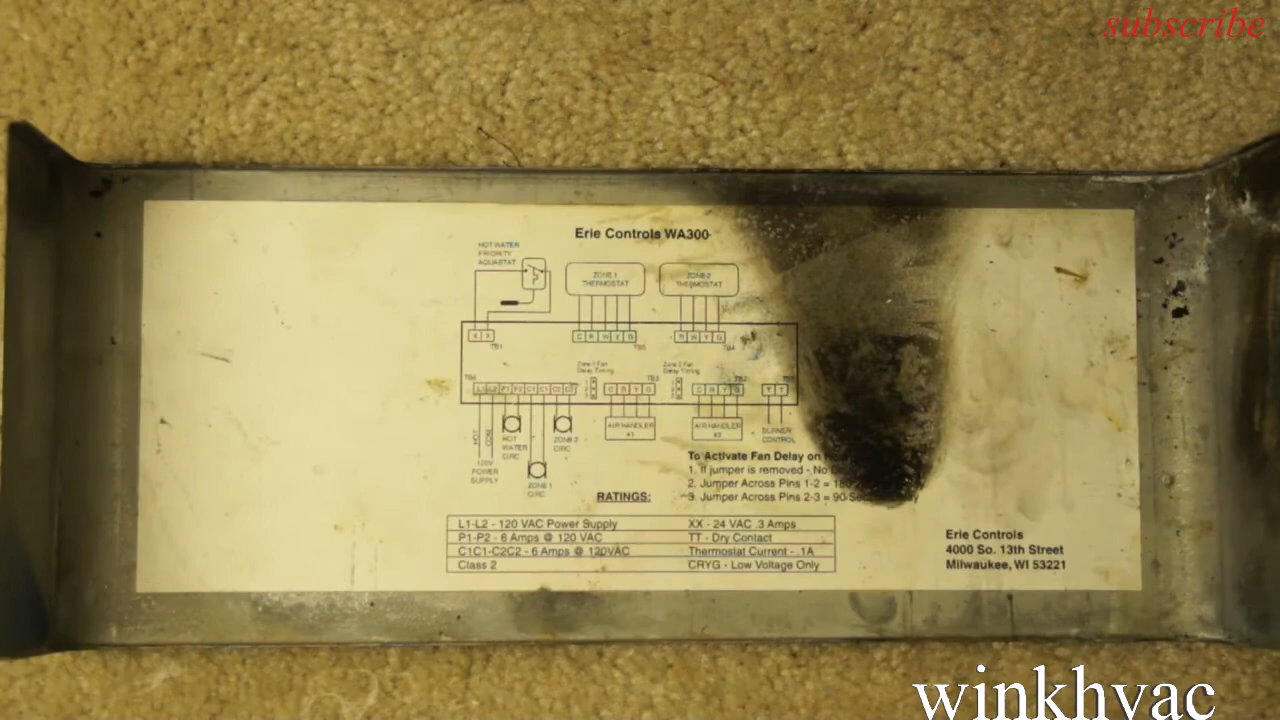 subscribe
Erie Controls WA300
HOT WATER
PRIORITY
AQUASTAT
ZONE 1
THERMOSTAT
ZONE 2
THERMOSTAT
X X
TB1
C R W Y G
TB5
R W Y G
TB4
Zone 1 Fan
Delay Timing
Zone 2 Fan
Delay Timing
L1 L2 P1 P2 C1 C1 C2 C2
C R Y G
TB3
C R Y G
TB2
T T
HOT
COM
120V
POWER
SUPPLY
HOT
WATER
CIRC
ZONE 1
CIRC
ZONE 2
CIRC
AIR HANDLER
#1
AIR HANDLER
#2
BURNER
CONTROL
To Activate Fan Delay on
1. If jumper is removed - No
2. Jumper Across Pins 1-2 =
3. Jumper Across Pins 2-3 = 90
RATINGS:
L1-L2 - 120 VAC Power Supply XX - 24 VAC .3 Amps
P1-P2 - 6 Amps @ 120 VAC TT - Dry Contact
C1C1-C2C2 - 6 Amps @ 120VAC Thermostat Current - .1A
Class 2 CRYG - Low Voltage Only
Erie Controls
4000 So. 13th Street
Milwaukee, WI 53221
winkhvac